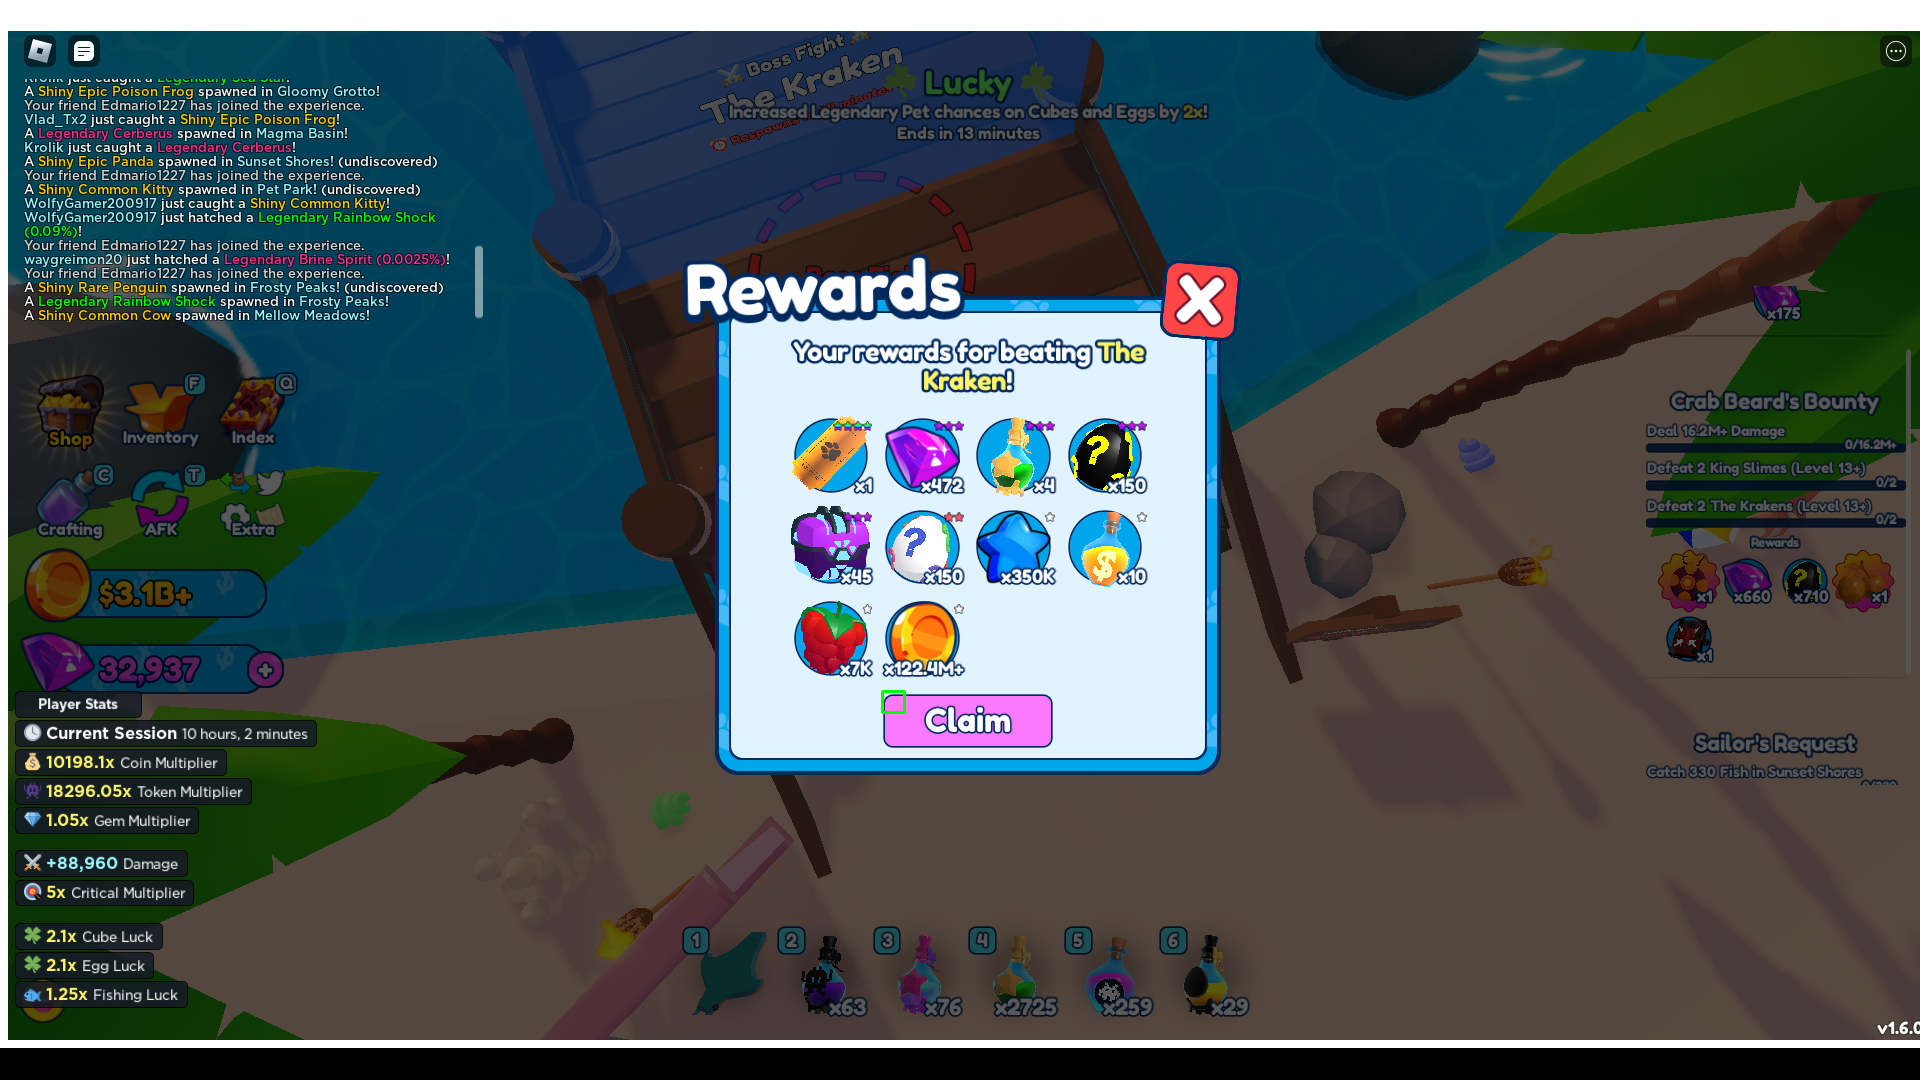 Krolik just caught a Legendary Sea Star!
A Shiny Epic Poison Frog spawned in Gloomy Grotto!
Your friend Edmario1227 has joined the experience.
Vlad_Tx2 just caught a Shiny Epic Poison Frog!
A Legendary Cerberus spawned in Magma Basin!
Krolik just caught a Legendary Cerberus!
A Shiny Epic Panda spawned in Sunset Shores! (undiscovered)
Your friend Edmario1227 has joined the experience.
A Shiny Common Kitty spawned in Pet Park! (undiscovered)
WolfyGamer200917 just caught a Shiny Common Kitty!
WolfyGamer200917 just hatched a Legendary Rainbow Shock
(0.09%)!
Your friend Edmario1227 has joined the experience.
waygreimon20 just hatched a Legendary Brine Spirit (0.0025%)!
Your friend Edmario1227 has joined the experience.
A Shiny Rare Penguin spawned in Frosty Peaks! (undiscovered)
A Legendary Rainbow Shock spawned in Frosty Peaks!
A Shiny Common Cow spawned in Mellow Meadows!
Boss Fight
The Kraken
Lucky
Increased Legendary Pet chances on Cubes and Eggs by 2x!
Ends in 13 minutes
Shop
F
Inventory
Q
Index
C
Crafting
T
AFK
Extra
$3.1B+
32,937
Player Stats
Current Session 10 hours, 2 minutes
10198.1x Coin Multiplier
18296.05x Token Multiplier
1.05x Gem Multiplier
+88,960 Damage
5x Critical Multiplier
2.1x Cube Luck
2.1x Egg Luck
1.25x Fishing Luck
Rewards
Your rewards for beating The
Kraken!
x1
x472
x4
x150
x45
x150
x350K
x10
x7K
x122.4M+
Claim
1
2
x63
3
x76
4
x2725
5
x259
6
x29
x175
Crab Beard's Bounty
Deal 16.2M+ Damage
0/16.2M+
Defeat 2 King Slimes (Level 13+)
0/2
Defeat 2 The Krakens (Level 13+)
0/2
Rewards
x1
x660
x710
x1
x1
Sailor's Request
Catch 330 Fish in Sunset Shores
v1.6.0